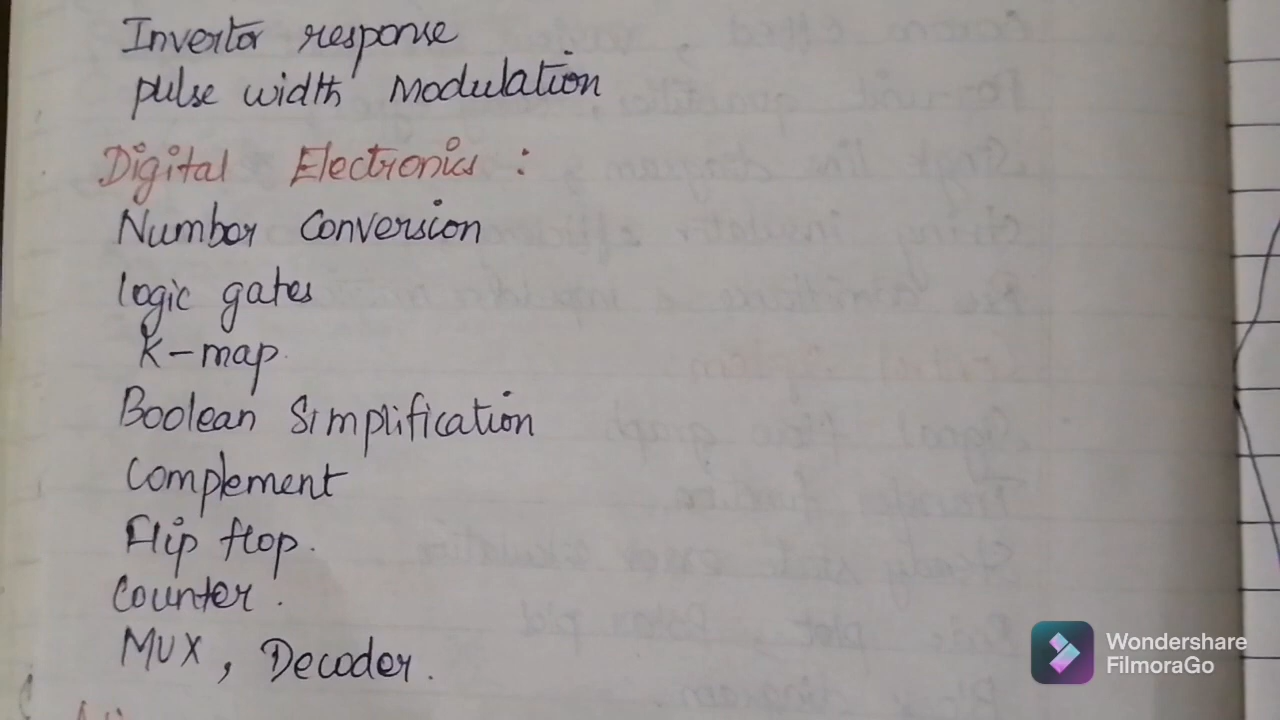 Invertor response
pulse width modulation
Digital Electronics :
Number Conversion
logic gates
K-map.
Boolean Simplification
Complement
Flip flop.
Counter.
MUX, Decoder.
Wondershare
FilmoraGo